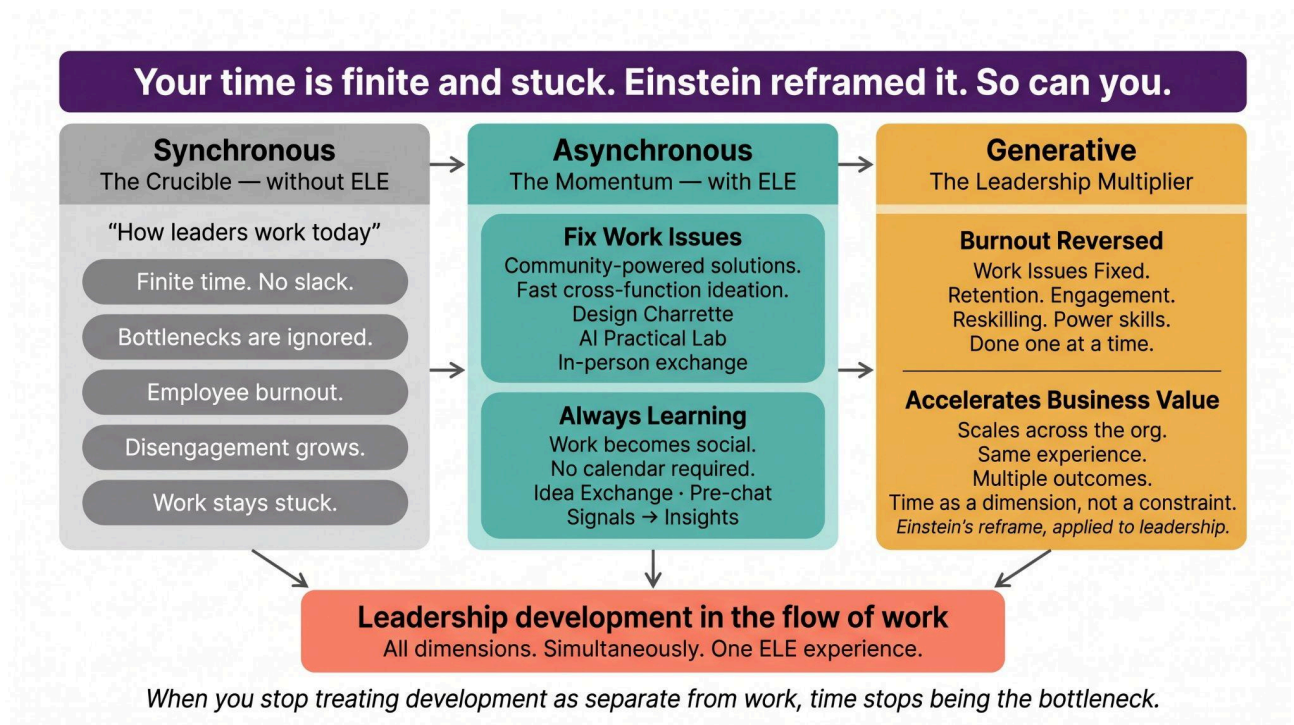 Your time is finite and stuck. Einstein reframed it. So can you.
Synchronous
The Crucible — without ELE
“How leaders work today”
Finite time. No slack.
Bottlenecks are ignored.
Employee burnout.
Disengagement grows.
Work stays stuck.
Asynchronous
The Momentum — with ELE
Fix Work Issues
Community-powered solutions.
Fast cross-function ideation.
Design Charrette
AI Practical Lab
In-person exchange
Always Learning
Work becomes social.
No calendar required.
Idea Exchange · Pre-chat
Signals → Insights
Generative
The Leadership Multiplier
Burnout Reversed
Work Issues Fixed.
Retention. Engagement.
Reskilling. Power skills.
Done one at a time.
Accelerates Business Value
Scales across the org.
Same experience.
Multiple outcomes.
Time as a dimension, not a constraint.
Einstein’s reframe, applied to leadership.
Leadership development in the flow of work
All dimensions. Simultaneously. One ELE experience.
When you stop treating development as separate from work, time stops being the bottleneck.